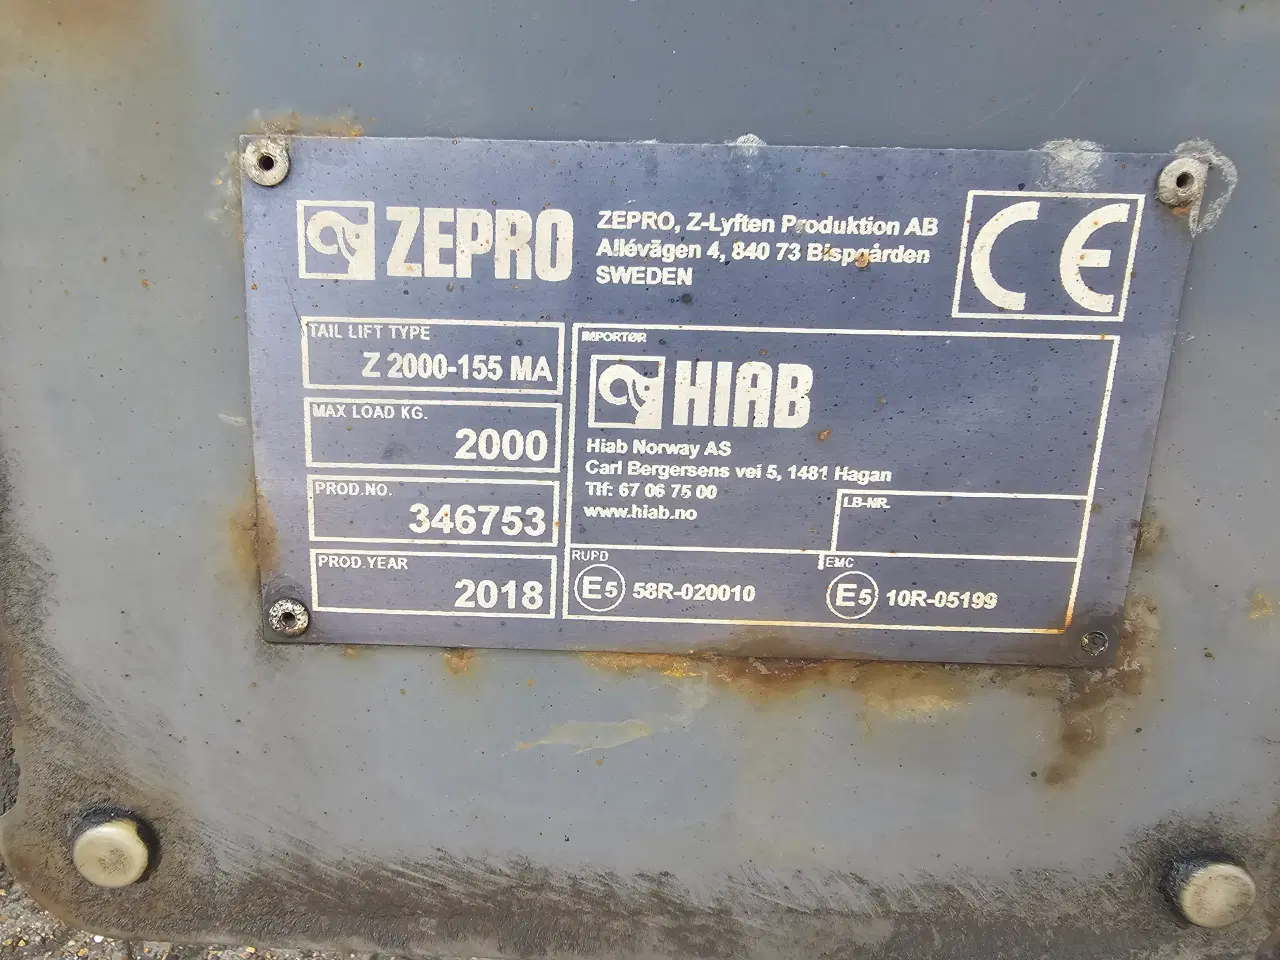 ZEPRO
ZEPRO, Z-Lyften Produktion AB
Allévägen 4, 840 73 Bispgården
SWEDEN
CE
TAIL LIFT TYPE
Z 2000-155 MA
MAX LOAD KG.
2000
PROD.NO.
346753
PROD.YEAR
2018
IMPORTØR
HIAB
Hiab Norway AS
Carl Bergersens vei 5, 1481 Hagan
Tlf: 67 06 75 00
www.hiab.no
LB-NR.
RUPD
E5 58R-020010
EMC
E5 10R-05199